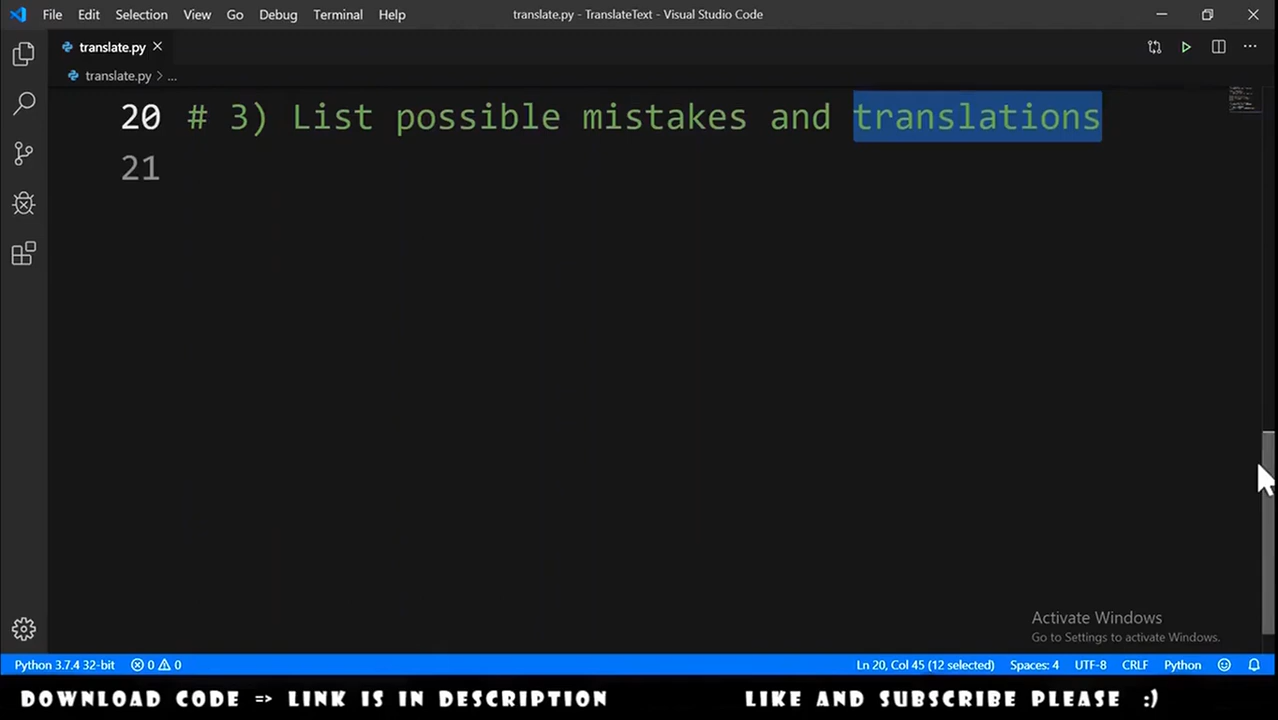 File Edit Selection View Go Debug Terminal Help translate.py - TranslateText - Visual Studio Code
translate.py
translate.py > ...
20 # 3) List possible mistakes and translations
21
Activate Windows
Go to Settings to activate Windows.
Python 3.7.4 32-bit 0 0 Ln 20, Col 45 (12 selected) Spaces: 4 UTF-8 CRLF Python
DOWNLOAD CODE => LINK IS IN DESCRIPTION LIKE AND SUBSCRIBE PLEASE :)